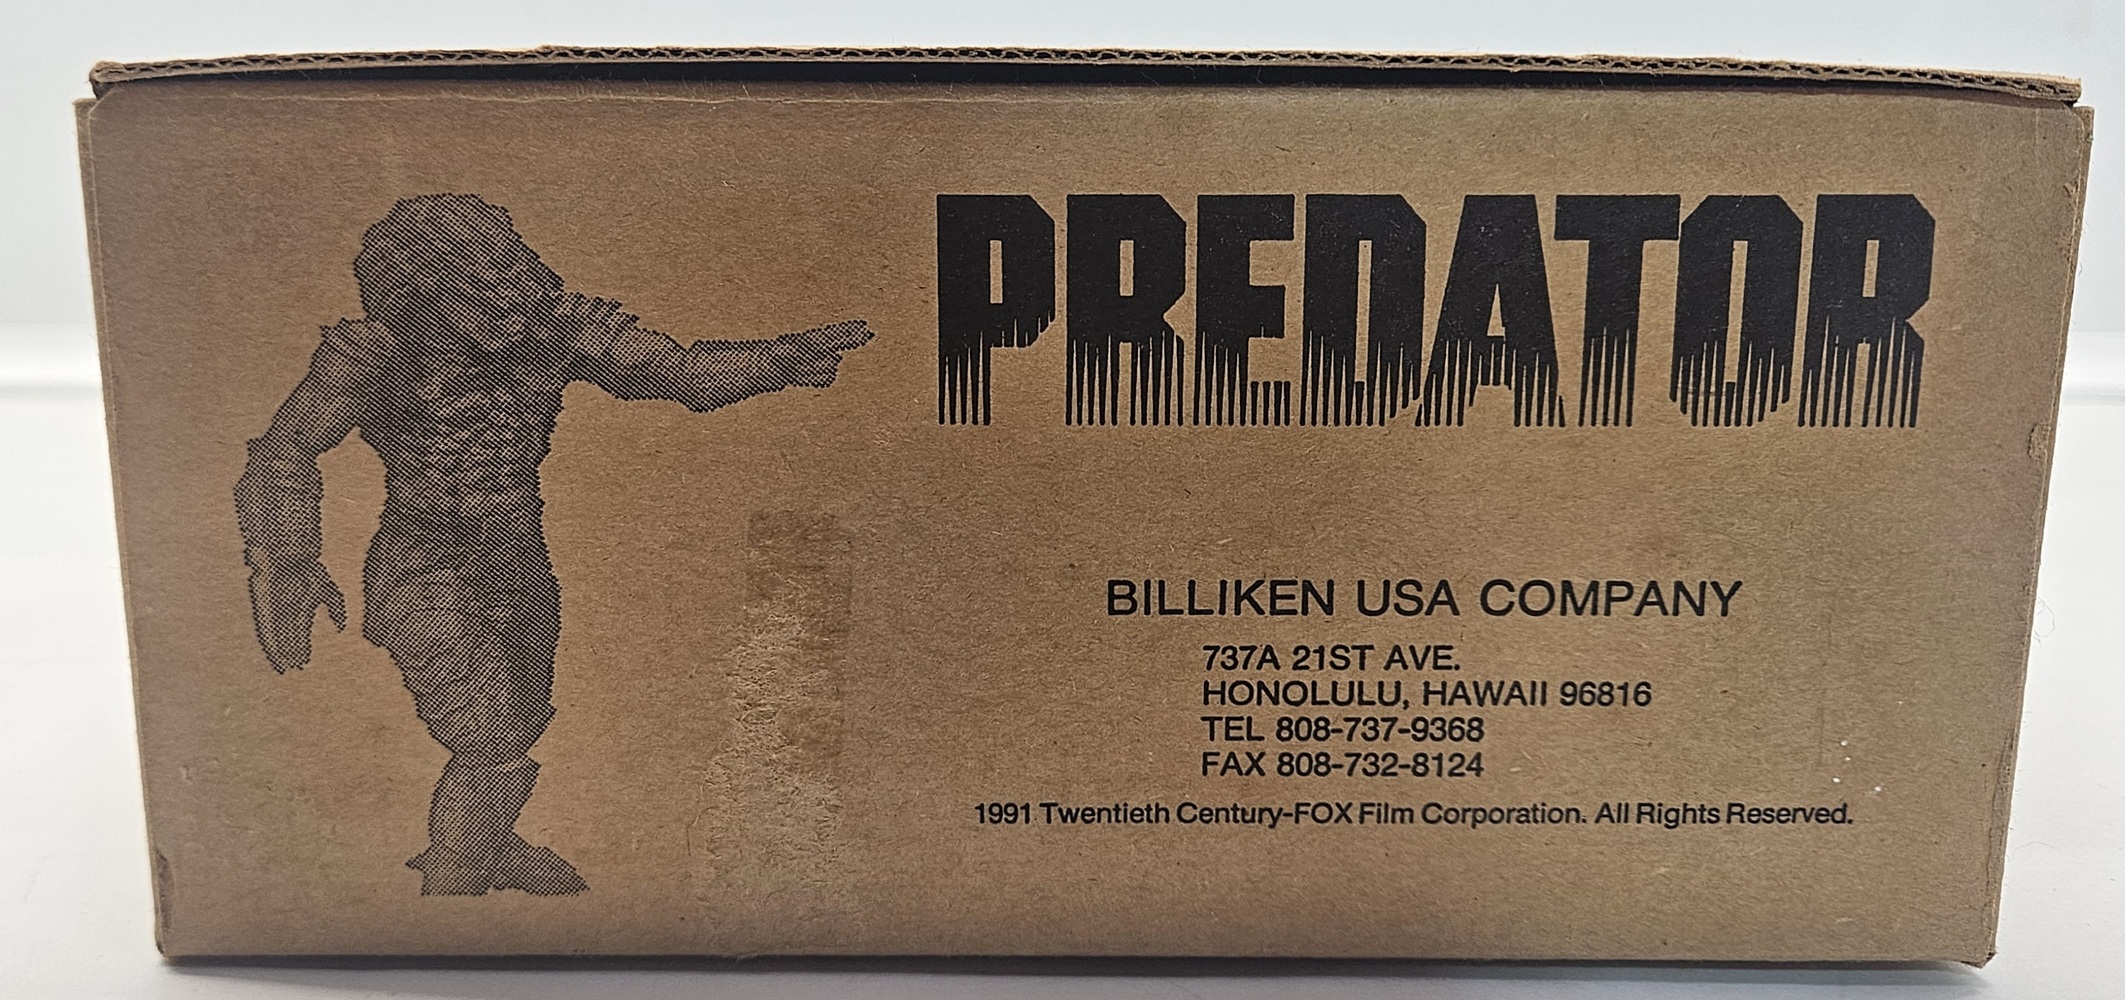 PREDATOR
BILLIKEN USA COMPANY
737A 21ST AVE.
HONOLULU, HAWAII 96816
TEL 808-737-9368
FAX 808-732-8124
1991 Twentieth Century-FOX Film Corporation. All Rights Reserved.